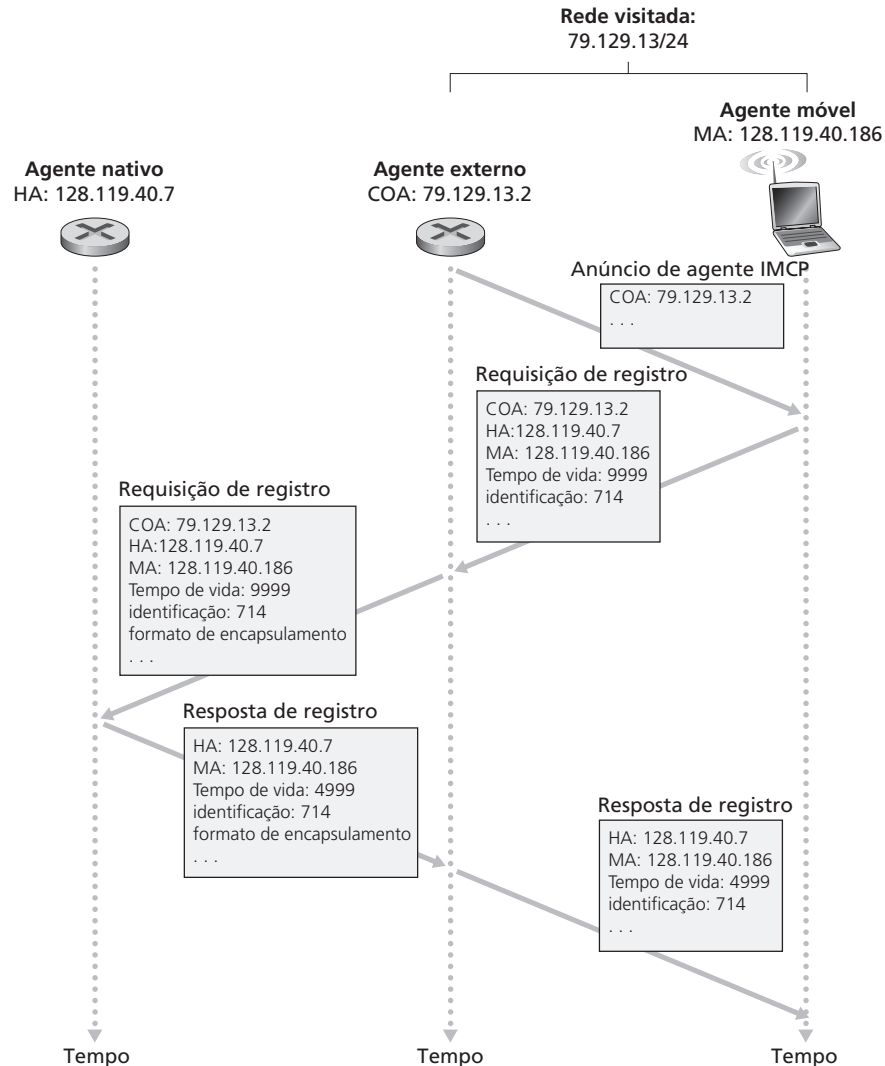 Rede visitada:
79.129.13/24
Agente móvel
MA: 128.119.40.186
Agente nativo
HA: 128.119.40.7
Agente externo
COA: 79.129.13.2
Anúncio de agente IMCP
COA: 79.129.13.2
. . .
Requisição de registro
COA: 79.129.13.2
HA:128.119.40.7
MA: 128.119.40.186
Tempo de vida: 9999
identificação: 714
. . .
Requisição de registro
COA: 79.129.13.2
HA:128.119.40.7
MA: 128.119.40.186
Tempo de vida: 9999
identificação: 714
formato de encapsulamento
. . .
Resposta de registro
HA: 128.119.40.7
MA: 128.119.40.186
Tempo de vida: 4999
identificação: 714
formato de encapsulamento
. . .
Resposta de registro
HA: 128.119.40.7
MA: 128.119.40.186
Tempo de vida: 4999
identificação: 714
. . .
Tempo
Tempo
Tempo